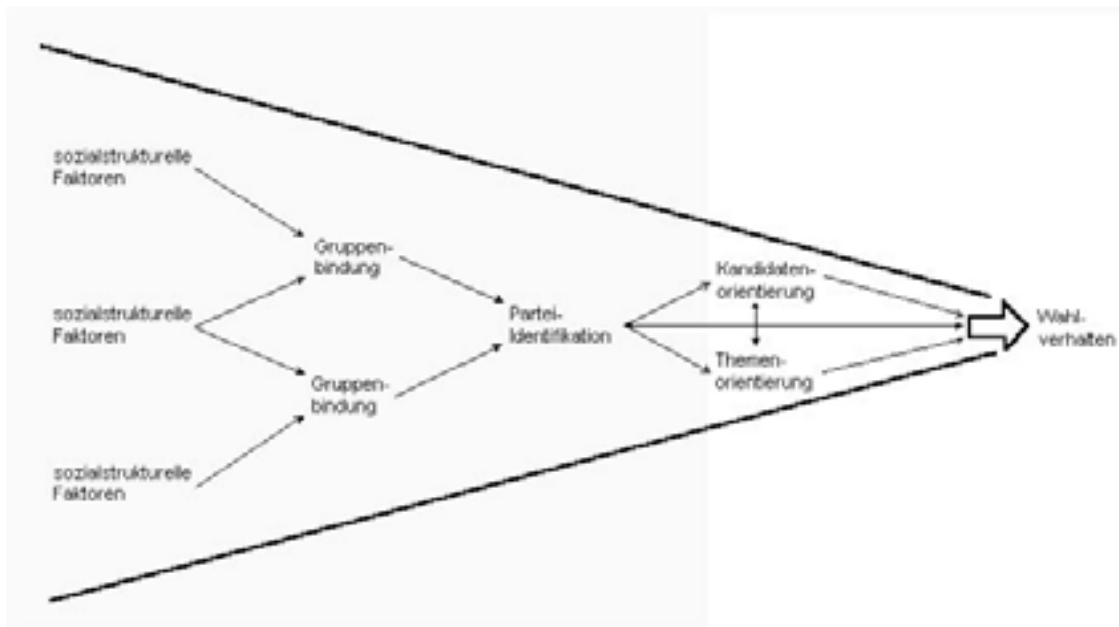 sozialstrukturelle
Faktoren
sozialstrukturelle
Faktoren
sozialstrukturelle
Faktoren
Gruppen-
bindung
Gruppen-
bindung
Partei-
Identifikation
Kandidaten-
orientierung
Themen-
orientierung
Wahl-
verhalten